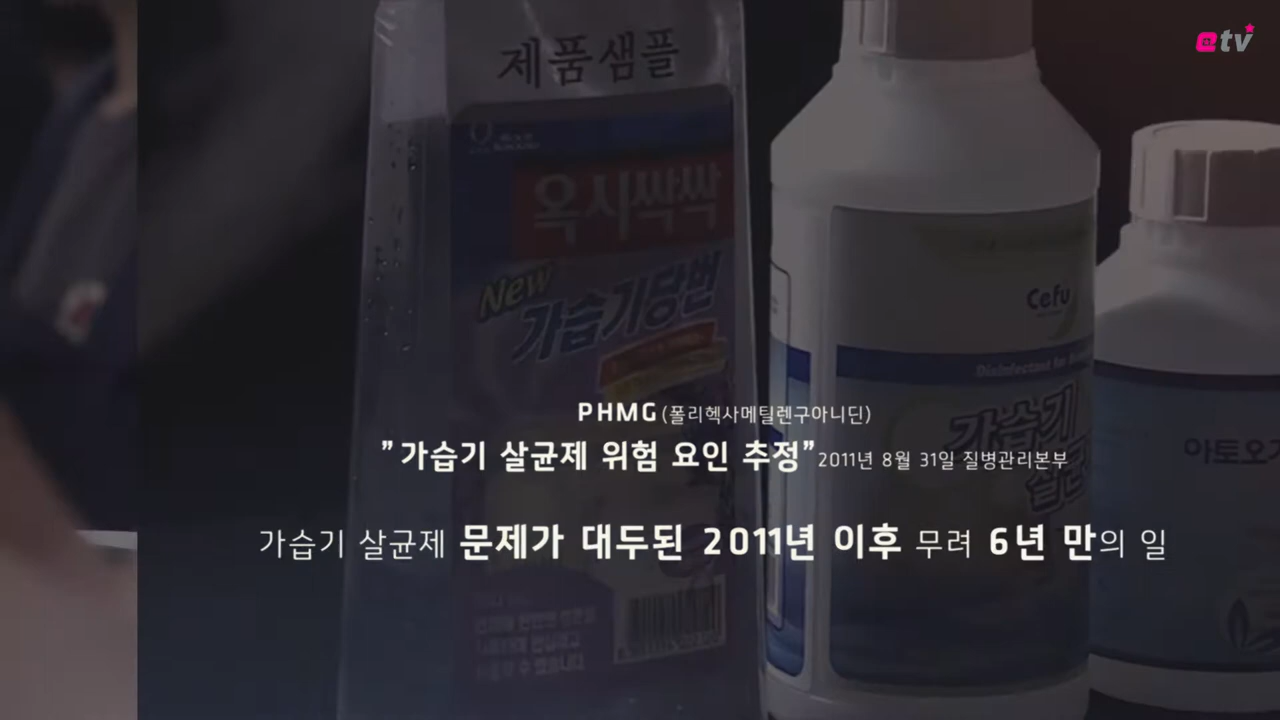 etv
제품샘플
옥시싹싹
New
가습기당번
Cefu
Disinfectant for
가습기
살균
아토오가
PHMG (폴리헥사메틸렌구아니딘)
”가습기 살균제 위험 요인 추정” 2011년 8월 31일 질병관리본부
가습기 살균제 문제가 대두된 2011년 이후 무려 6년 만의 일